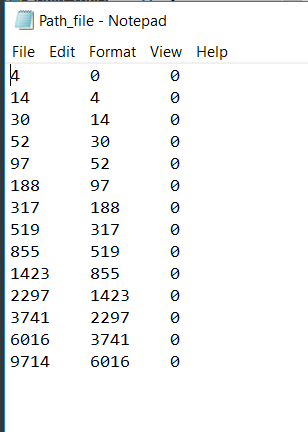 Path_file - Notepad
File Edit Format View Help
4 0 0
14 4 0
30 14 0
52 30 0
97 52 0
188 97 0
317 188 0
519 317 0
855 519 0
1423 855 0
2297 1423 0
3741 2297 0
6016 3741 0
9714 6016 0